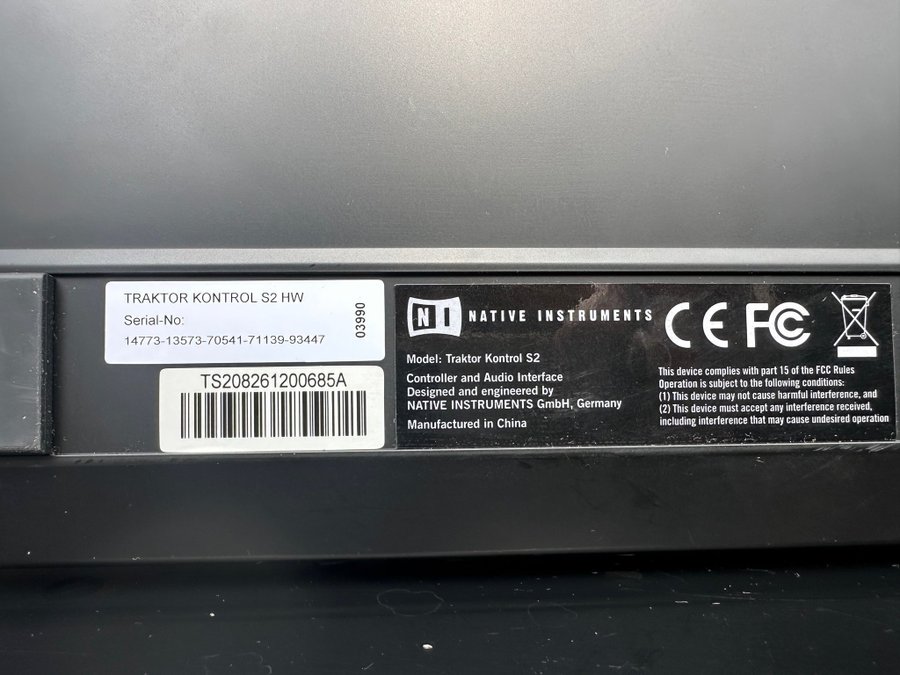 TRAKTOR KONTROL S2 HW
Serial-No:
14773-13573-70541-71139-93447
03990
TS208261200685A
NI NATIVE INSTRUMENTS
CE FC
Model: Traktor Kontrol S2
Controller and Audio Interface
Designed and engineered by
NATIVE INSTRUMENTS GmbH, Germany
Manufactured in China
This device complies with part 15 of the FCC Rules
Operation is subject to the following conditions:
(1) This device may not cause harmful interference, and
(2) This device must accept any interference received,
including interference that may cause undesired operation